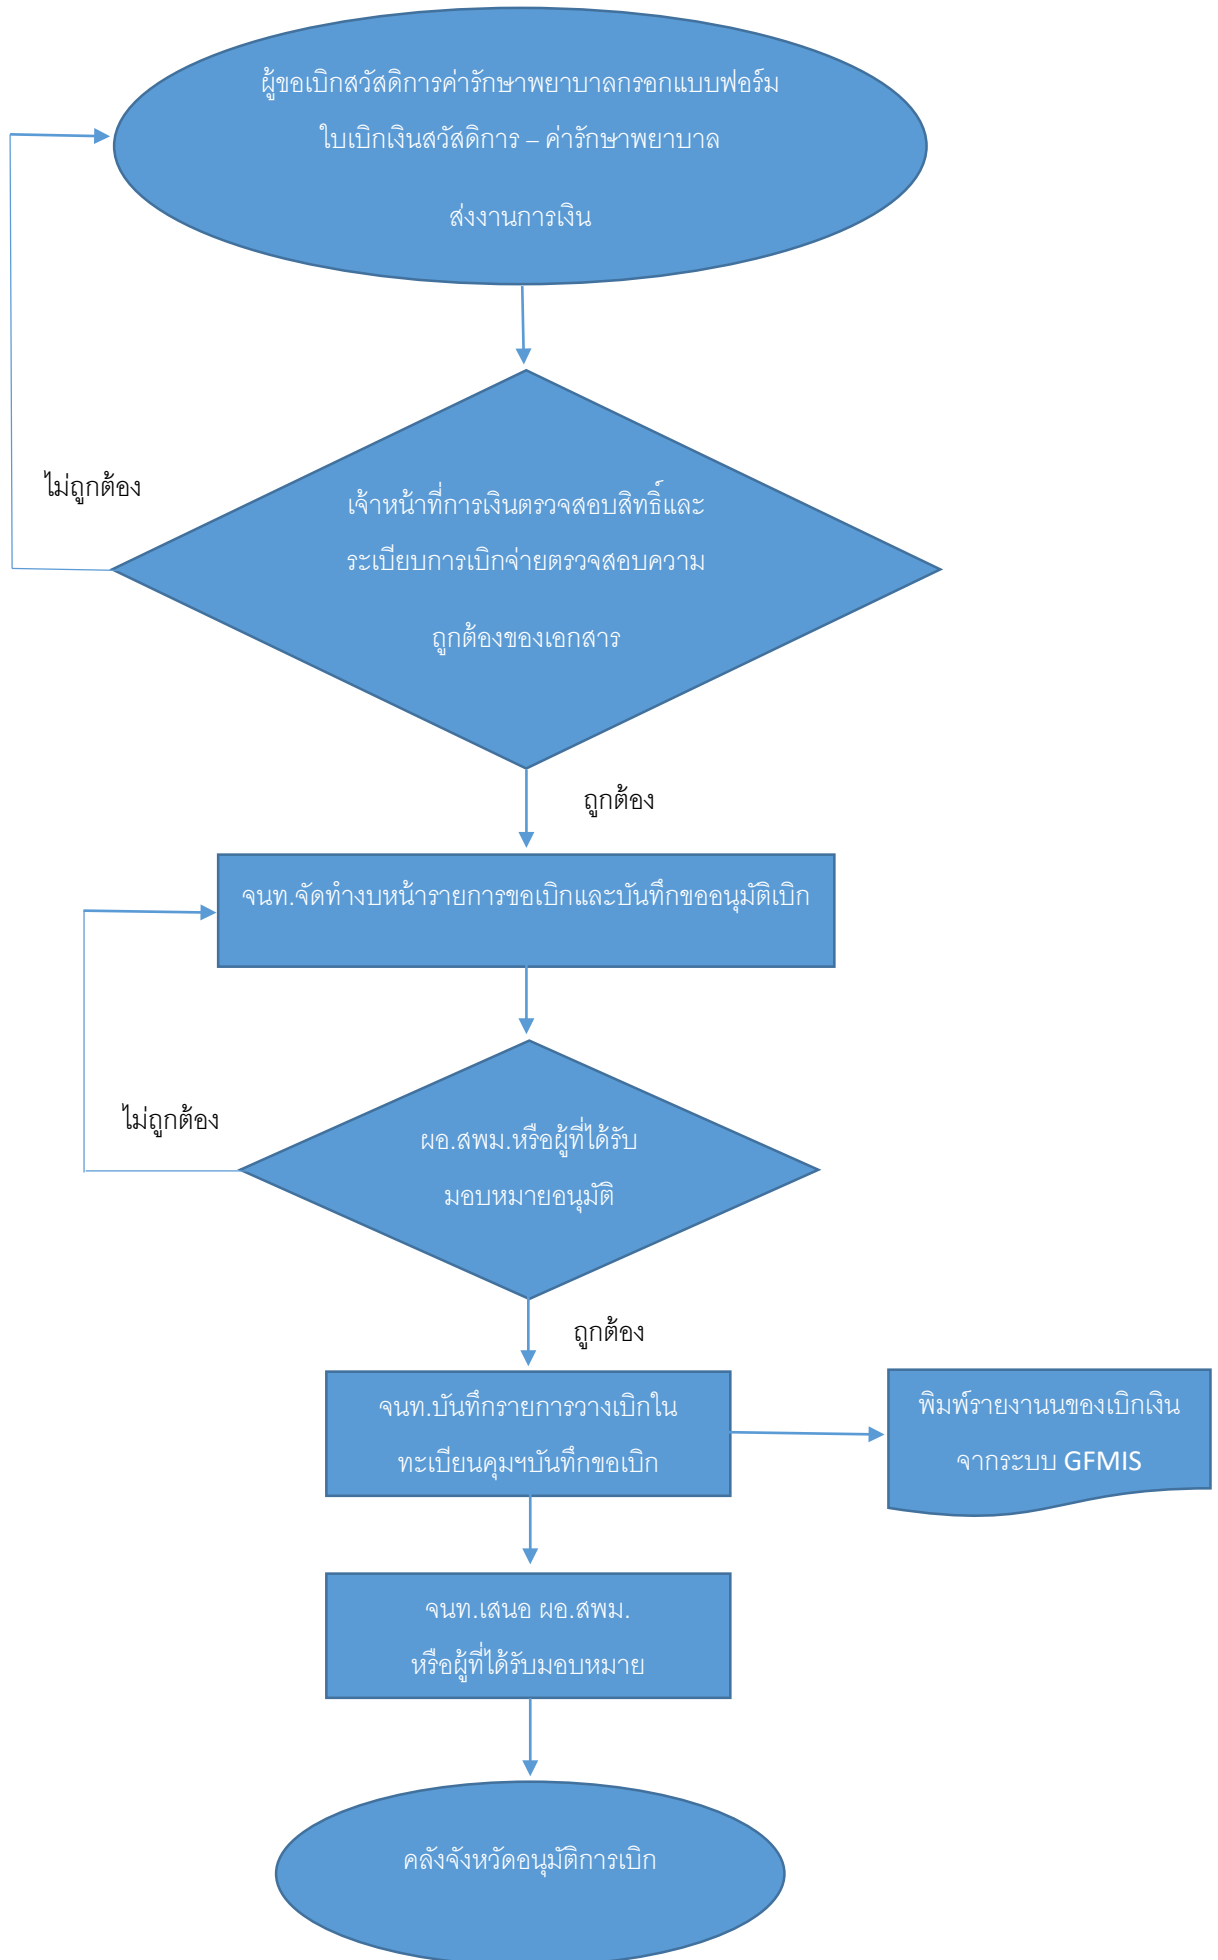 ผู้ขอเบิกสวัสดิการค่ารักษาพยาบาลกรอกแบบฟอร์ม
ใบเบิกเงินสวัสดิการ – ค่ารักษาพยาบาล
ส่งงานการเงิน
ไม่ถูกต้อง
เจ้าหน้าที่การเงินตรวจสอบสิทธิ์และ
ระเบียบการเบิกจ่ายตรวจสอบความ
ถูกต้องของเอกสาร
ถูกต้อง
จนท.จัดทำงบหน้ารายการขอเบิกและบันทึกขออนุมัติเบิก
ไม่ถูกต้อง
ผอ.สพม.หรือผู้ที่ได้รับ
มอบหมายอนุมัติ
ถูกต้อง
จนท.บันทึกรายการวางเบิกใน
ทะเบียนคุมฯบันทึกขอเบิก
พิมพ์รายงานนของเบิกเงิน
จากระบบ GFMIS
จนท.เสนอ ผอ.สพม.
หรือผู้ที่ได้รับมอบหมาย
คลังจังหวัดอนุมัติการเบิก